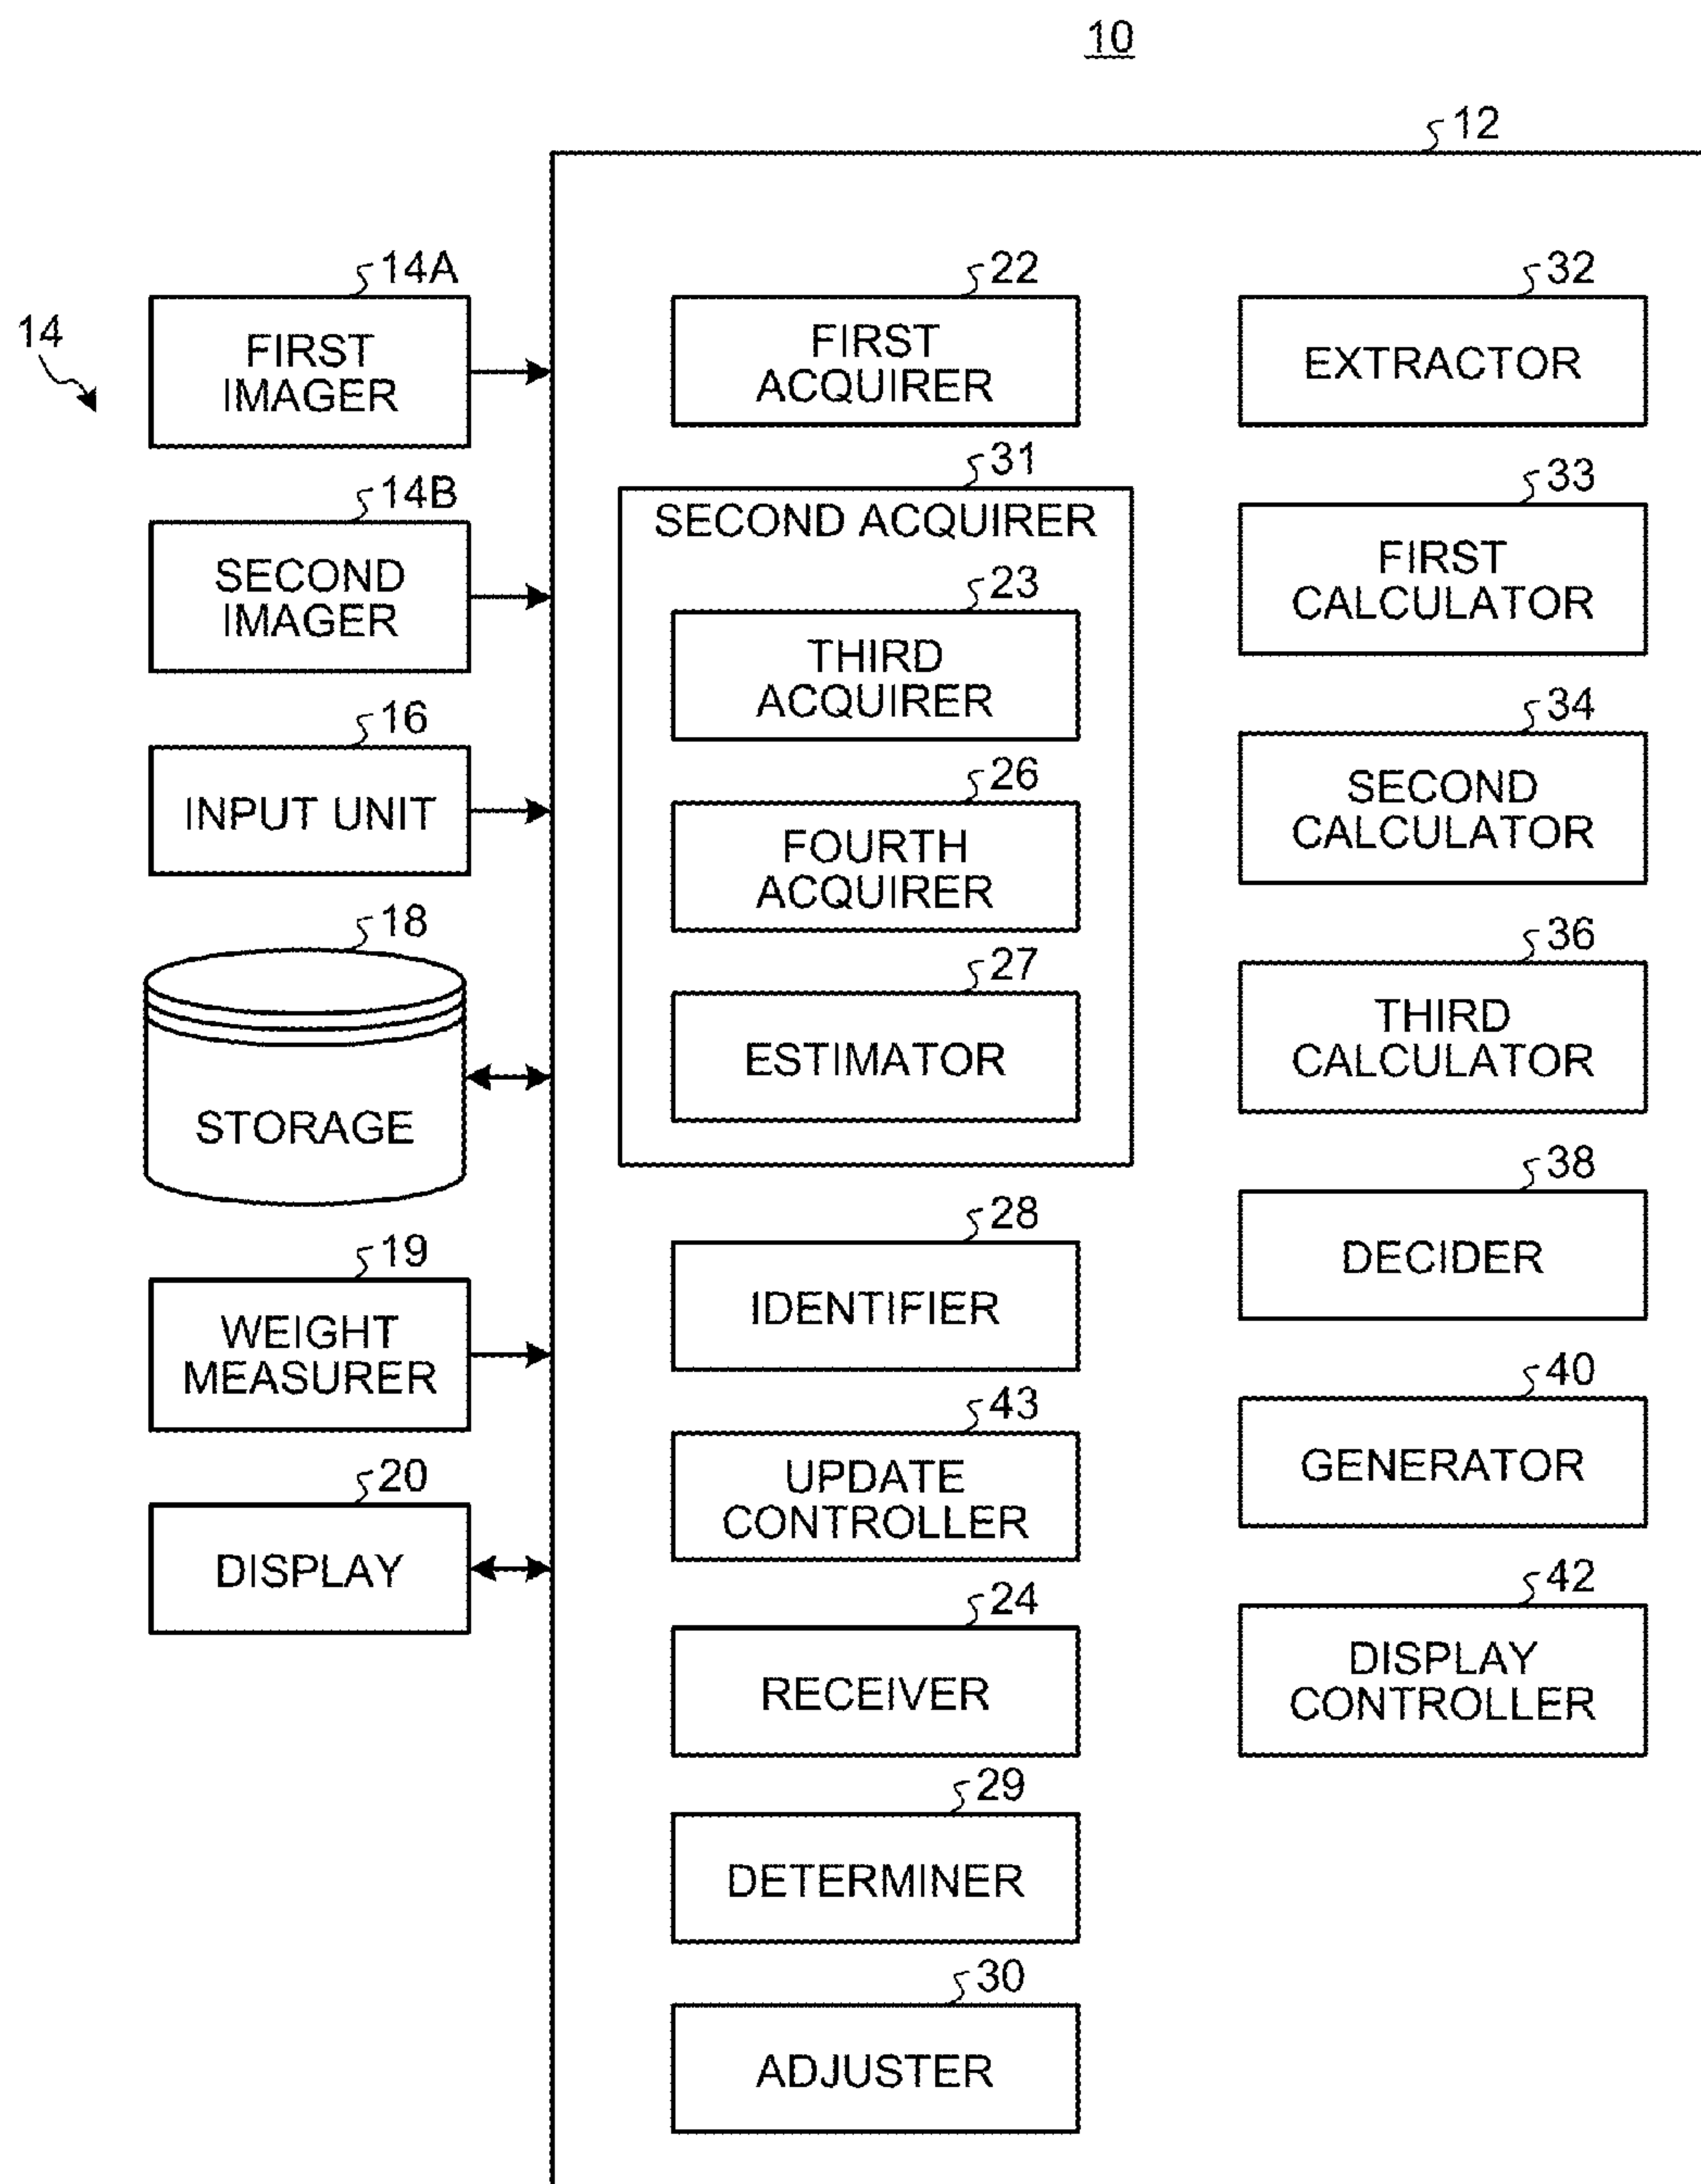 10
12
14
14A
FIRST
IMAGER
14B
SECOND
IMAGER
16
INPUT UNIT
18
STORAGE
19
WEIGHT
MEASURER
20
DISPLAY
22
FIRST
ACQUIRER
31
SECOND ACQUIRER
23
THIRD
ACQUIRER
26
FOURTH
ACQUIRER
27
ESTIMATOR
28
IDENTIFIER
43
UPDATE
CONTROLLER
24
RECEIVER
29
DETERMINER
30
ADJUSTER
32
EXTRACTOR
33
FIRST
CALCULATOR
34
SECOND
CALCULATOR
36
THIRD
CALCULATOR
38
DECIDER
40
GENERATOR
42
DISPLAY
CONTROLLER